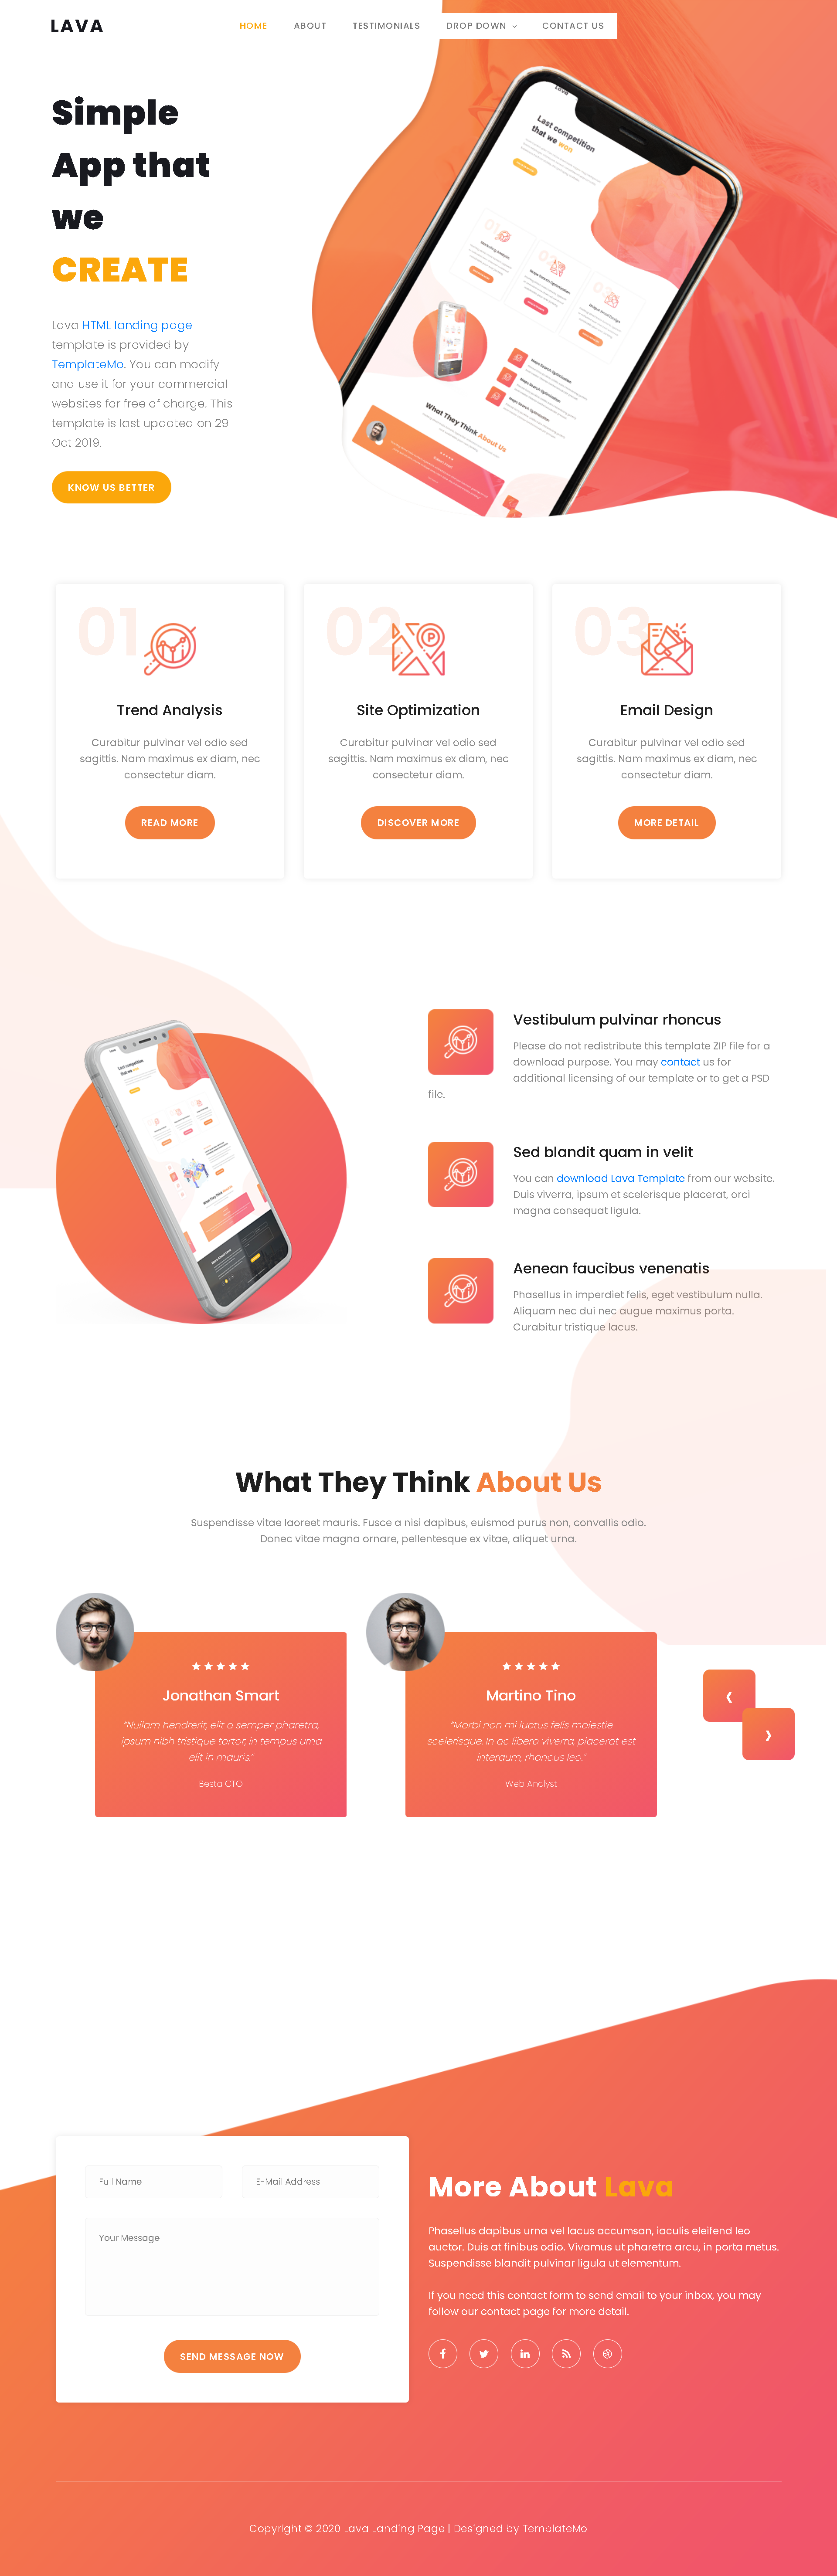 LAVA
HOME ABOUT TESTIMONIALS DROP DOWN CONTACT US
Simple
App that
we
CREATE
Lava HTML landing page
template is provided by
TemplateMo. You can modify
and use it for your commercial
websites for free of charge. This
template is last updated on 29
Oct 2019.
KNOW US BETTER
Lava
Last competition
that we won
What They Think About Us
01
Trend Analysis
Curabitur pulvinar vel odio sed
sagittis. Nam maximus ex diam, nec
consectetur diam.
READ MORE
02
Site Optimization
Curabitur pulvinar vel odio sed
sagittis. Nam maximus ex diam, nec
consectetur diam.
DISCOVER MORE
03
Email Design
Curabitur pulvinar vel odio sed
sagittis. Nam maximus ex diam, nec
consectetur diam.
MORE DETAIL
Vestibulum pulvinar rhoncus
Please do not redistribute this template ZIP file for a
download purpose. You may contact us for
additional licensing of our template or to get a PSD
file.
Sed blandit quam in velit
You can download Lava Template from our website.
Duis viverra, ipsum et scelerisque placerat, orci
magna consequat ligula.
Aenean faucibus venenatis
Phasellus in imperdiet felis, eget vestibulum nulla.
Aliquam nec dui nec augue maximus porta.
Curabitur tristique lacus.
What They Think About Us
Suspendisse vitae laoreet mauris. Fusce a nisi dapibus, euismod purus non, convallis odio.
Donec vitae magna ornare, pellentesque ex vitae, aliquet urna.
Jonathan Smart
“Nullam hendrerit, elit a semper pharetra,
ipsum nibh tristique tortor, in tempus urna
elit in mauris.”
Besta CTO
Martino Tino
“Morbi non mi luctus felis molestie
scelerisque. In ac libero viverra, placerat est
interdum, rhoncus leo.”
Web Analyst
Full Name
E-Mail Address
Your Message
SEND MESSAGE NOW
More About Lava
Phasellus dapibus urna vel lacus accumsan, iaculis eleifend leo
auctor. Duis at finibus odio. Vivamus ut pharetra arcu, in porta metus.
Suspendisse blandit pulvinar ligula ut elementum.
If you need this contact form to send email to your inbox, you may
follow our contact page for more detail.
Copyright © 2020 Lava Landing Page | Designed by TemplateMo